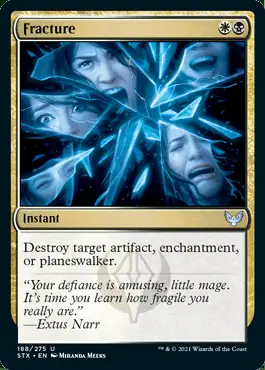 Fracture
Instant
Destroy target artifact, enchantment,
or planeswalker.
“Your defiance is amusing, little mage.
It’s time you learn how fragile you
really are.”
—Extus Narr
188/275 U
STX • EN Miranda Meeks
™ & © 2021 Wizards of the Coast